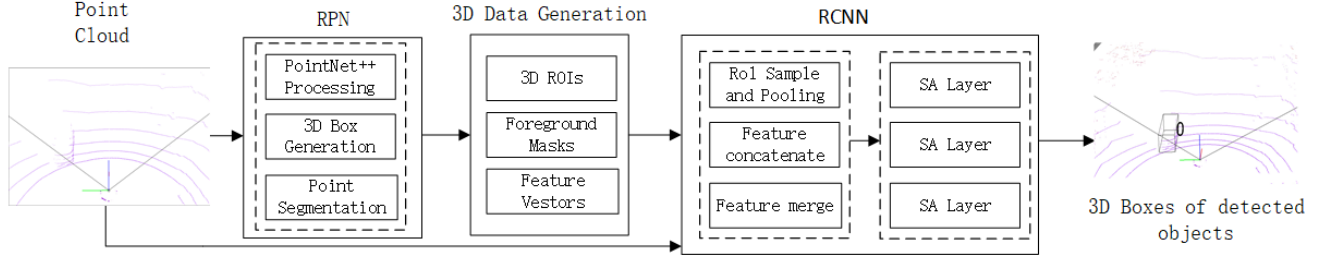 Point
Cloud
RPN
3D Data Generation
RCNN
PointNet++
Processing
3D Box
Generation
Point
Segmentation
3D ROIs
Foreground
Masks
Feature
Vestors
Rol Sample
and Pooling
Feature
concatenate
Feature merge
SA Layer
SA Layer
SA Layer
0
3D Boxes of detected
objects